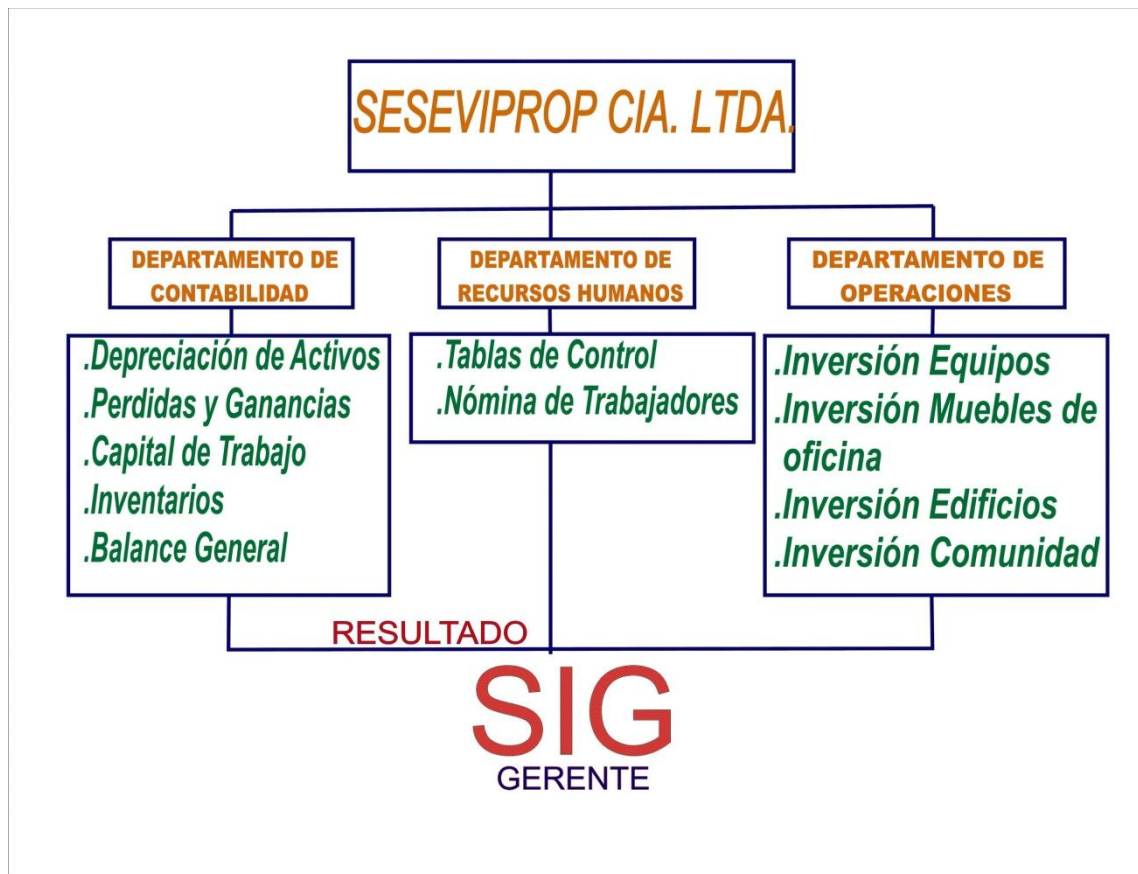 SESEVIPROP CIA. LTDA.
DEPARTAMENTO DE
CONTABILIDAD
.Depreciación de Activos
.Perdidas y Ganancias
.Capital de Trabajo
.Inventarios
.Balance General
DEPARTAMENTO DE
RECURSOS HUMANOS
.Tablas de Control
.Nómina de Trabajadores
DEPARTAMENTO DE
OPERACIONES
.Inversión Equipos
.Inversión Muebles de
oficina
.Inversión Edificios
.Inversión Comunidad
RESULTADO
SIG
GERENTE